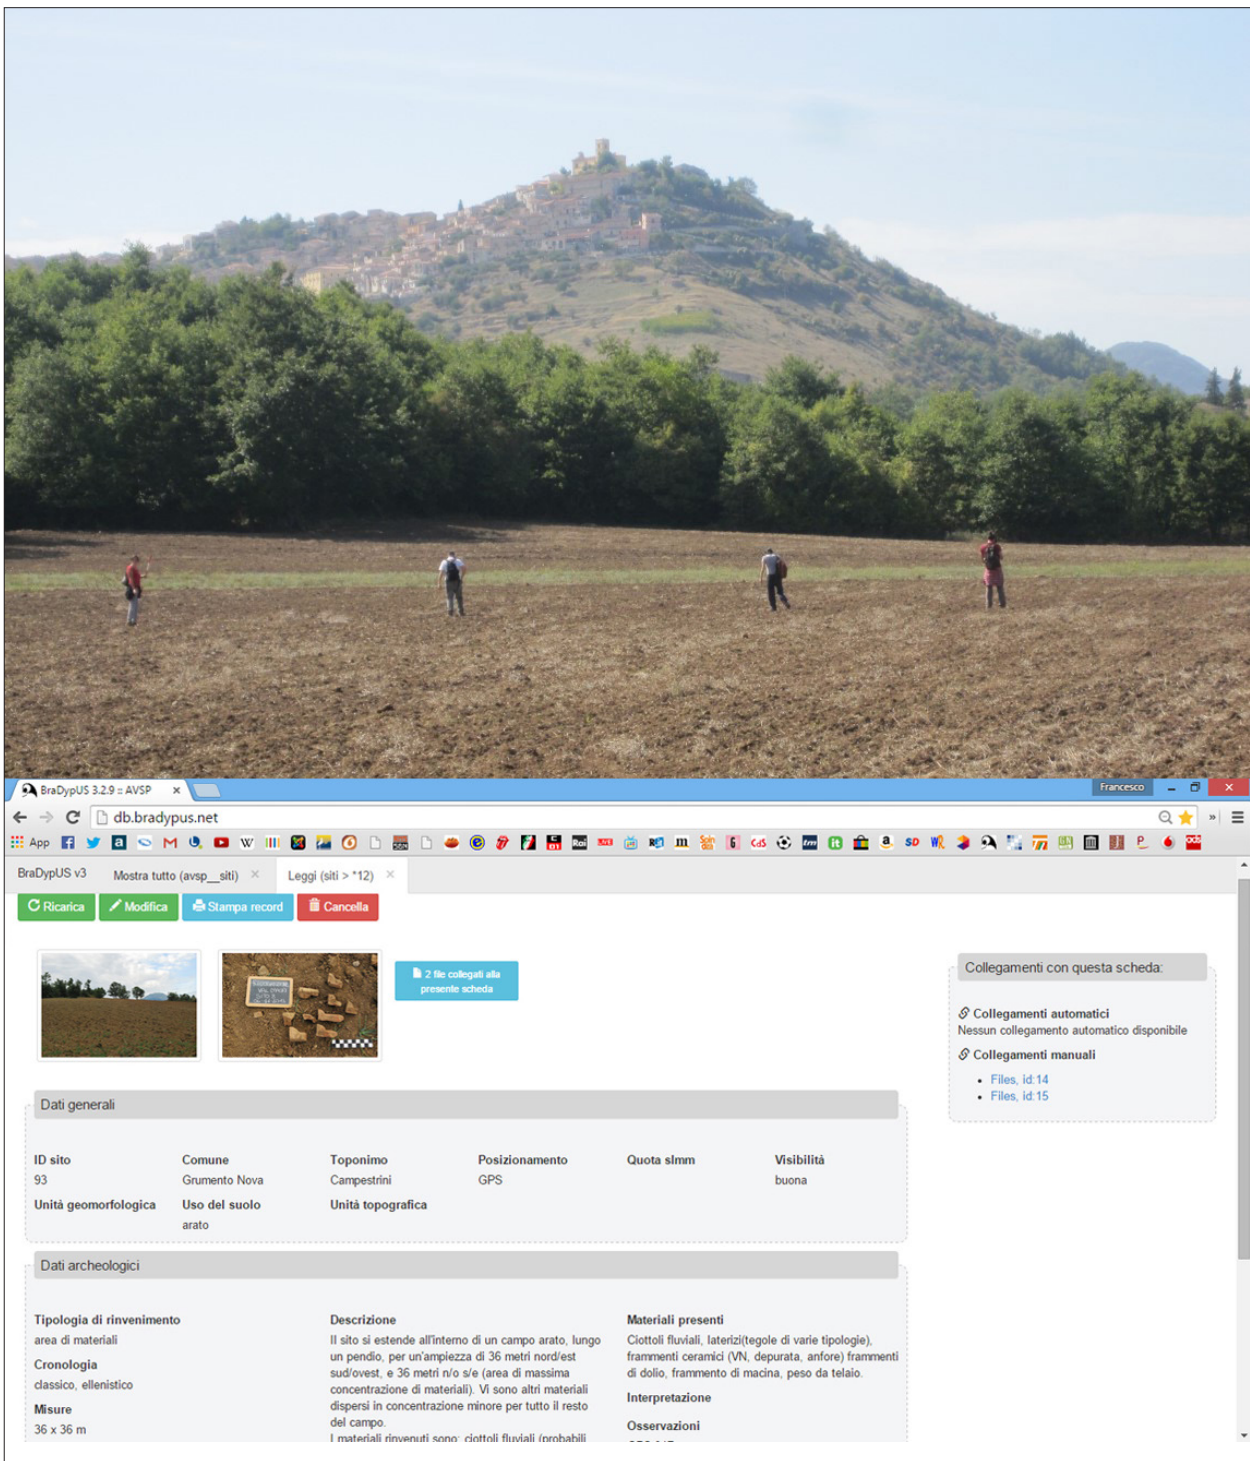 BraDypUS 3.2.9 :: AVSP
Francesco
db.bradypus.net
App
BraDypUS v3
Mostra tutto (avsp__siti)
Leggi (siti > *12)
Ricarica
Modifica
Stampa record
Cancella
2 file collegati alla
presente scheda
Collegamenti con questa scheda:
Collegamenti automatici
Nessun collegamento automatico disponibile
Collegamenti manuali
Files, id:14
Files, id:15
Dati generali
ID sito Comune Toponimo Posizionamento Quota slmm Visibilità
93 Grumento Nova Campestrini GPS buona
Unità geomorfologica Uso del suolo Unità topografica
arato
Dati archeologici
Tipologia di rinvenimento
area di materiali
Cronologia
classico, ellenistico
Misure
36 x 36 m
Descrizione
Il sito si estende all'interno di un campo arato, lungo
un pendio, per un'ampiezza di 36 metri nord/est
sud/ovest, e 36 metri n/o s/e (area di massima
concentrazione di materiali). Vi sono altri materiali
dispersi in concentrazione minore per tutto il resto
del campo.
I materiali rinvenuti sono: ciottoli fluviali (probabili
Materiali presenti
Ciottoli fluviali, laterizi(tegole di varie tipologie),
frammenti ceramici (VN, depurata, anfore) frammenti
di dolio, frammento di macina, peso da telaio.
Interpretazione
Osservazioni